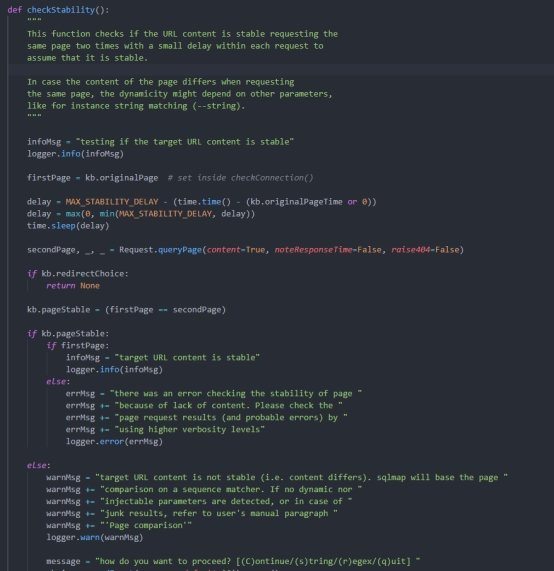 def checkStability():
    """
    This function checks if the URL content is stable requesting the
    same page two times with a small delay within each request to
    assume that it is stable.

    In case the content of the page differs when requesting
    the same page, the dynamicity might depend on other parameters,
    like for instance string matching (--string).
    """

    infoMsg = "testing if the target URL content is stable"
    logger.info(infoMsg)

    firstPage = kb.originalPage  # set inside checkConnection()

    delay = MAX_STABILITY_DELAY - (time.time() - (kb.originalPageTime or 0))
    delay = max(0, min(MAX_STABILITY_DELAY, delay))
    time.sleep(delay)

    secondPage, _, _ = Request.queryPage(content=True, noteResponseTime=False, raise404=False)

    if kb.redirectChoice:
        return None

    kb.pageStable = (firstPage == secondPage)

    if kb.pageStable:
        if firstPage:
            infoMsg = "target URL content is stable"
            logger.info(infoMsg)
        else:
            errMsg = "there was an error checking the stability of page "
            errMsg += "because of lack of content. Please check the "
            errMsg += "page request results (and probable errors) by "
            errMsg += "using higher verbosity levels"
            logger.error(errMsg)

    else:
        warnMsg = "target URL content is not stable (i.e. content differs). sqlmap will base the page "
        warnMsg += "comparison on a sequence matcher. If no dynamic nor "
        warnMsg += "injectable parameters are detected, or in case of "
        warnMsg += "junk results, refer to user's manual paragraph "
        warnMsg += "'Page comparison'"
        logger.warn(warnMsg)

        message = "how do you want to proceed? [(C)ontinue/(s)tring/(r)egex/(q)uit] "